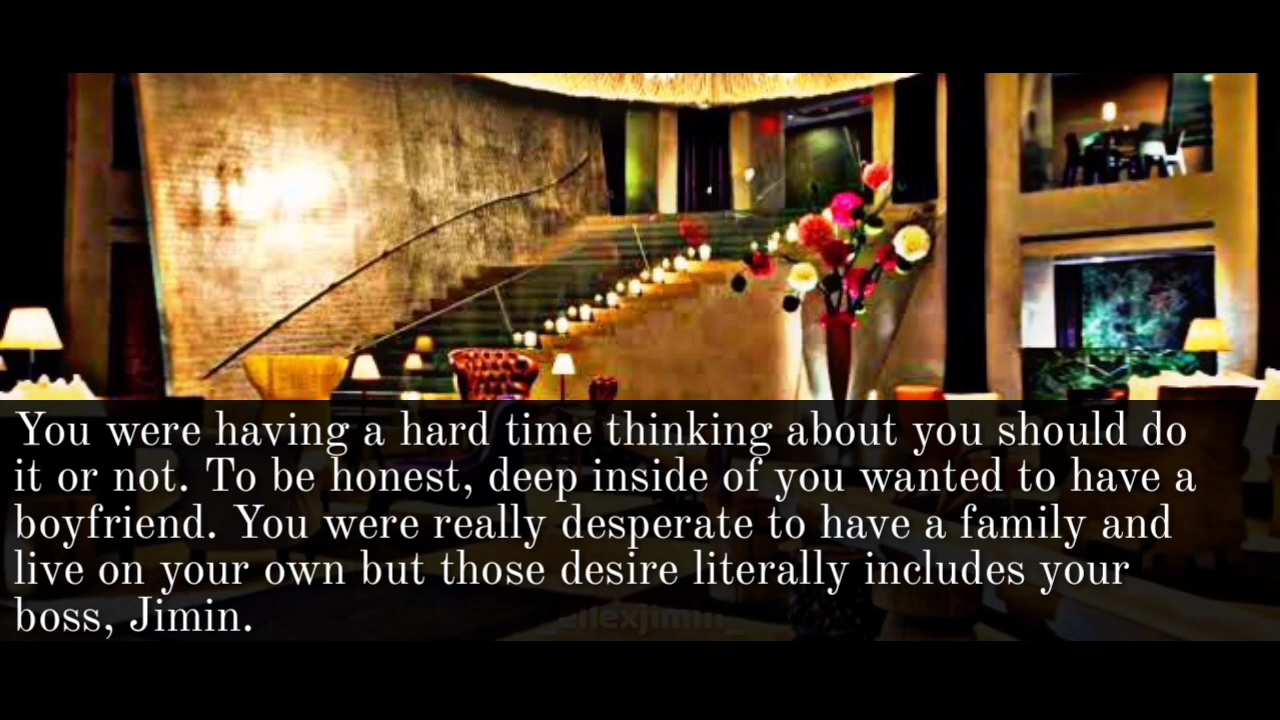 You were having a hard time thinking about you should do
it or not. To be honest, deep inside of you wanted to have a
boyfriend. You were really desperate to have a family and
live on your own but those desire literally includes your
boss, Jimin.
_ellexjimin_